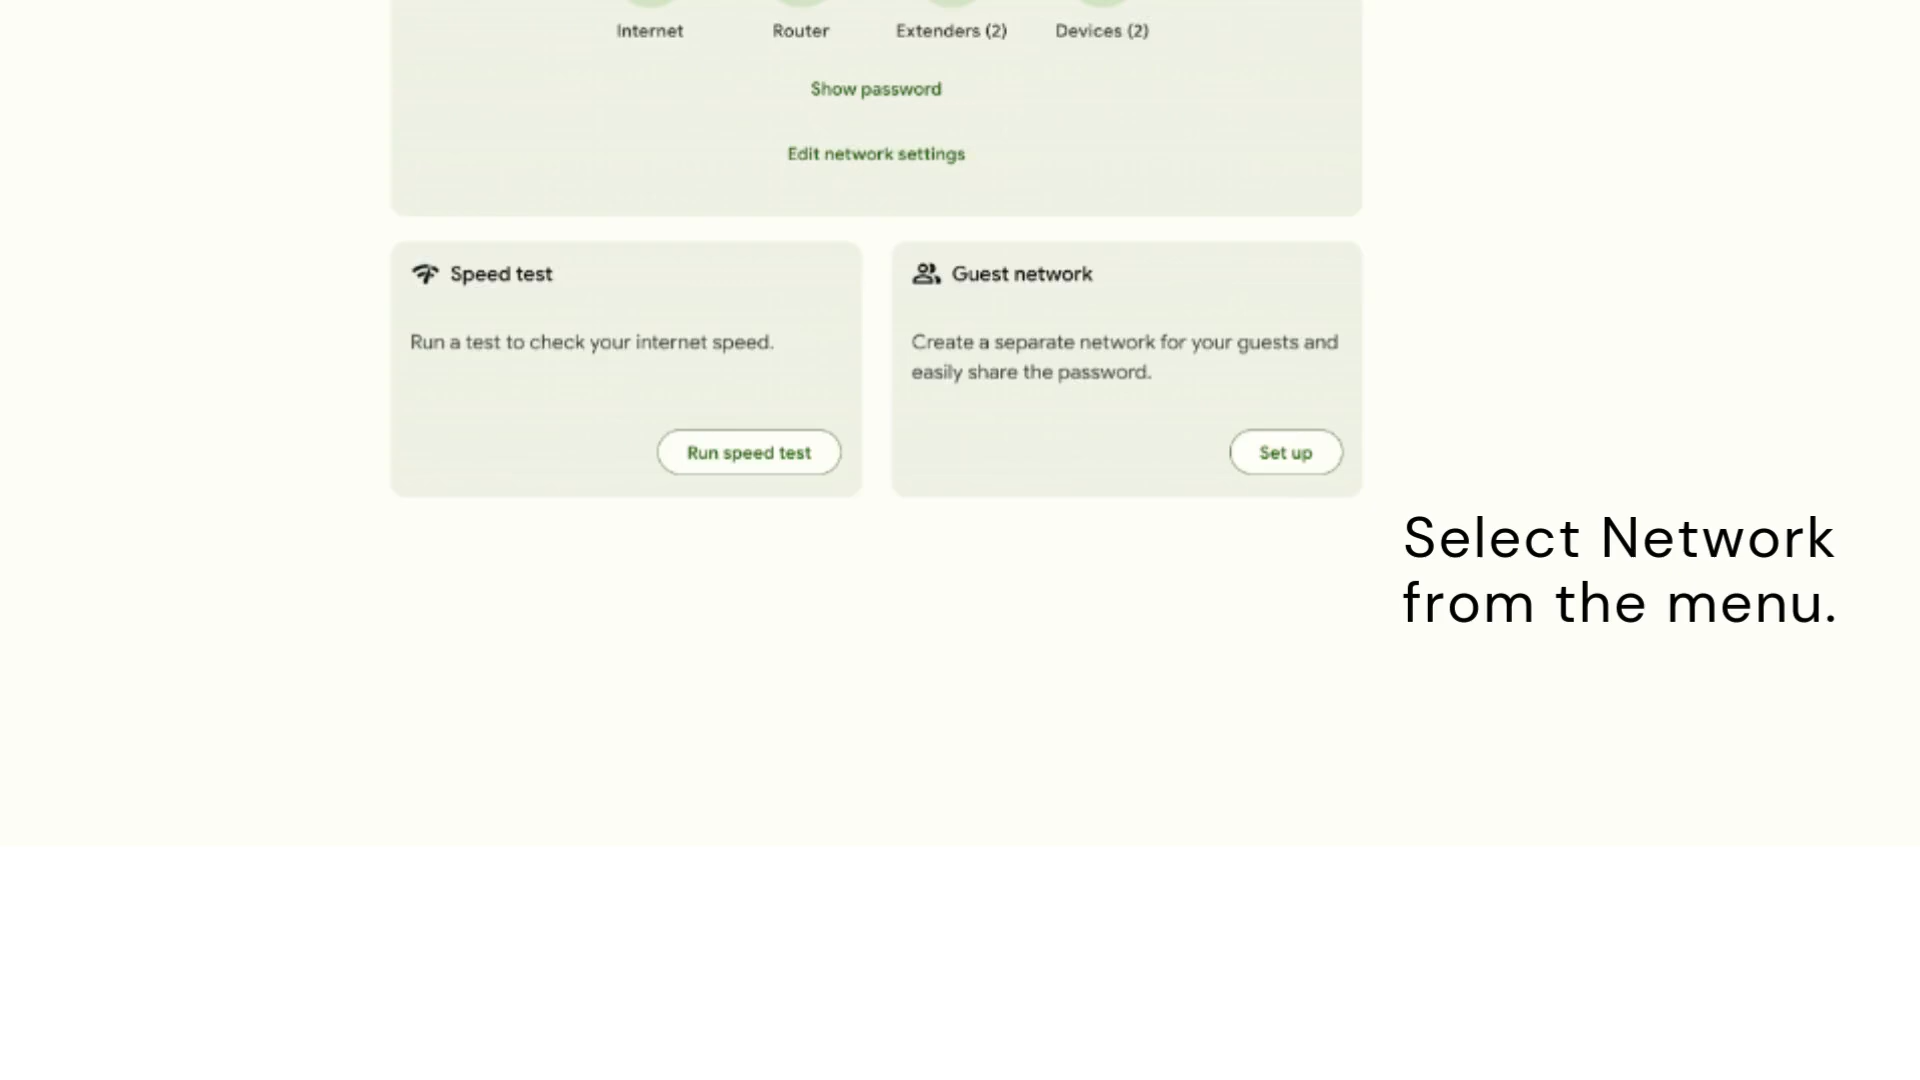 Internet Router Extenders (2) Devices (2)
Show password
Edit network settings
Speed test
Run a test to check your internet speed.
Run speed test
Guest network
Create a separate network for your guests and
easily share the password.
Set up
Select Network
from the menu.